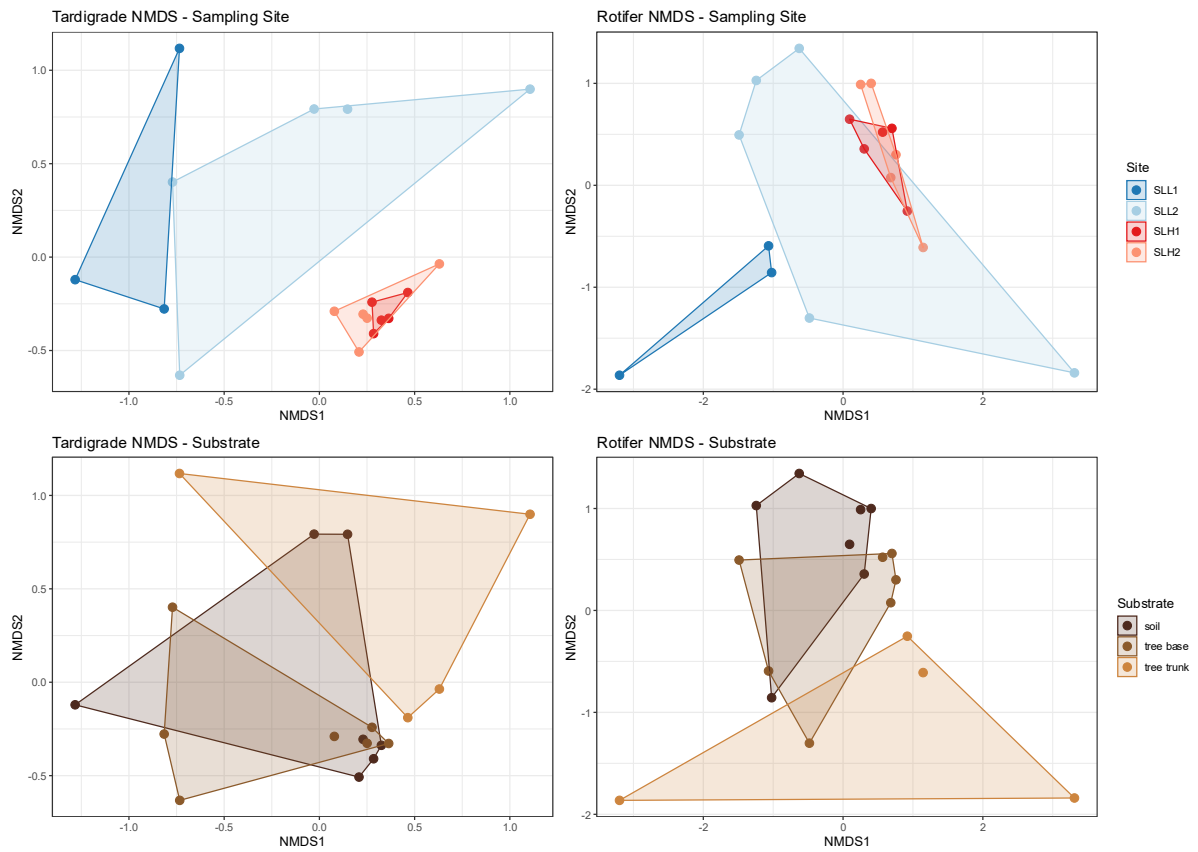 Tardigrade NMDS - Sampling Site
Rotifer NMDS - Sampling Site
1.0
0.5
0.0
-0.5
NMDS2
-1.0
-0.5
0.0
0.5
1.0
NMDS1
1
0
-1
-2
NMDS2
-2
0
2
NMDS1
Site
SLL1
SLL2
SLH1
SLH2
Tardigrade NMDS - Substrate
Rotifer NMDS - Substrate
1.0
0.5
0.0
-0.5
NMDS2
-1.0
-0.5
0.0
0.5
1.0
NMDS1
1
0
-1
-2
NMDS2
-2
0
2
NMDS1
Substrate
soil
tree base
tree trunk